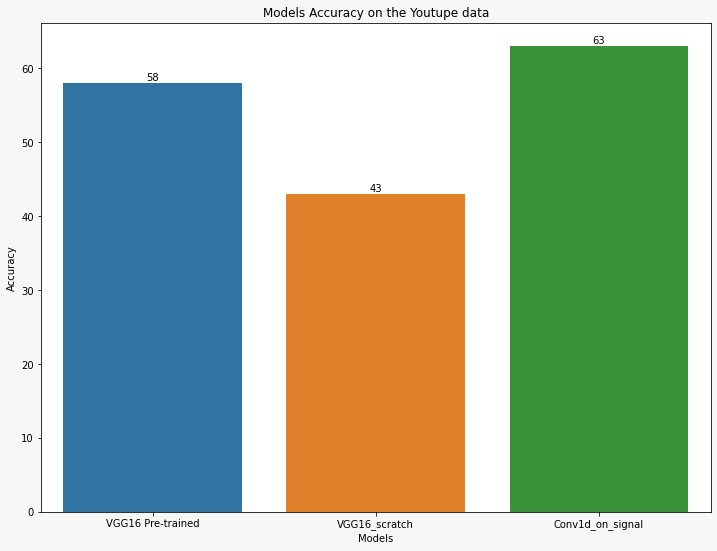 Models Accuracy on the Youtupe data
63
58
43
60
50
40
30
20
10
0
Accuracy
VGG16 Pre-trained
VGG16_scratch
Conv1d_on_signal
Models